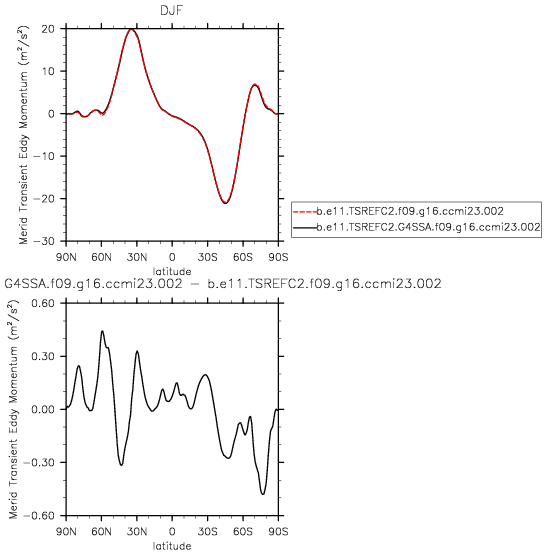 DJF
Merid Transient Eddy Momentum (m²/s²)
20
10
0
−10
−20
−30
90N 60N 30N 0 30S 60S 90S
latitude
b.e11.TSREFC2.f09.g16.ccmi23.002
b.e11.TSREFC2.G4SSA.f09.g16.ccmi23.002
G4SSA.f09.g16.ccmi23.002 − b.e11.TSREFC2.f09.g16.ccmi23.002
Merid Transient Eddy Momentum (m²/s²)
0.60
0.30
0.00
−0.30
−0.60
90N 60N 30N 0 30S 60S 90S
latitude